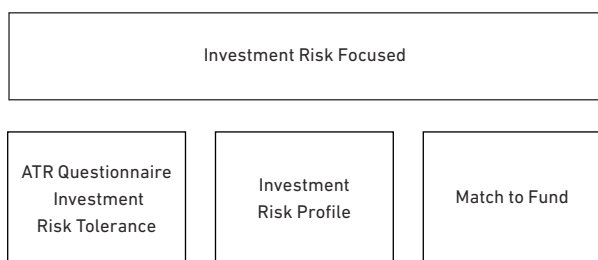 Investment Risk Focused
ATR Questionnaire
Investment
Risk Tolerance
Investment
Risk Profile
Match to Fund